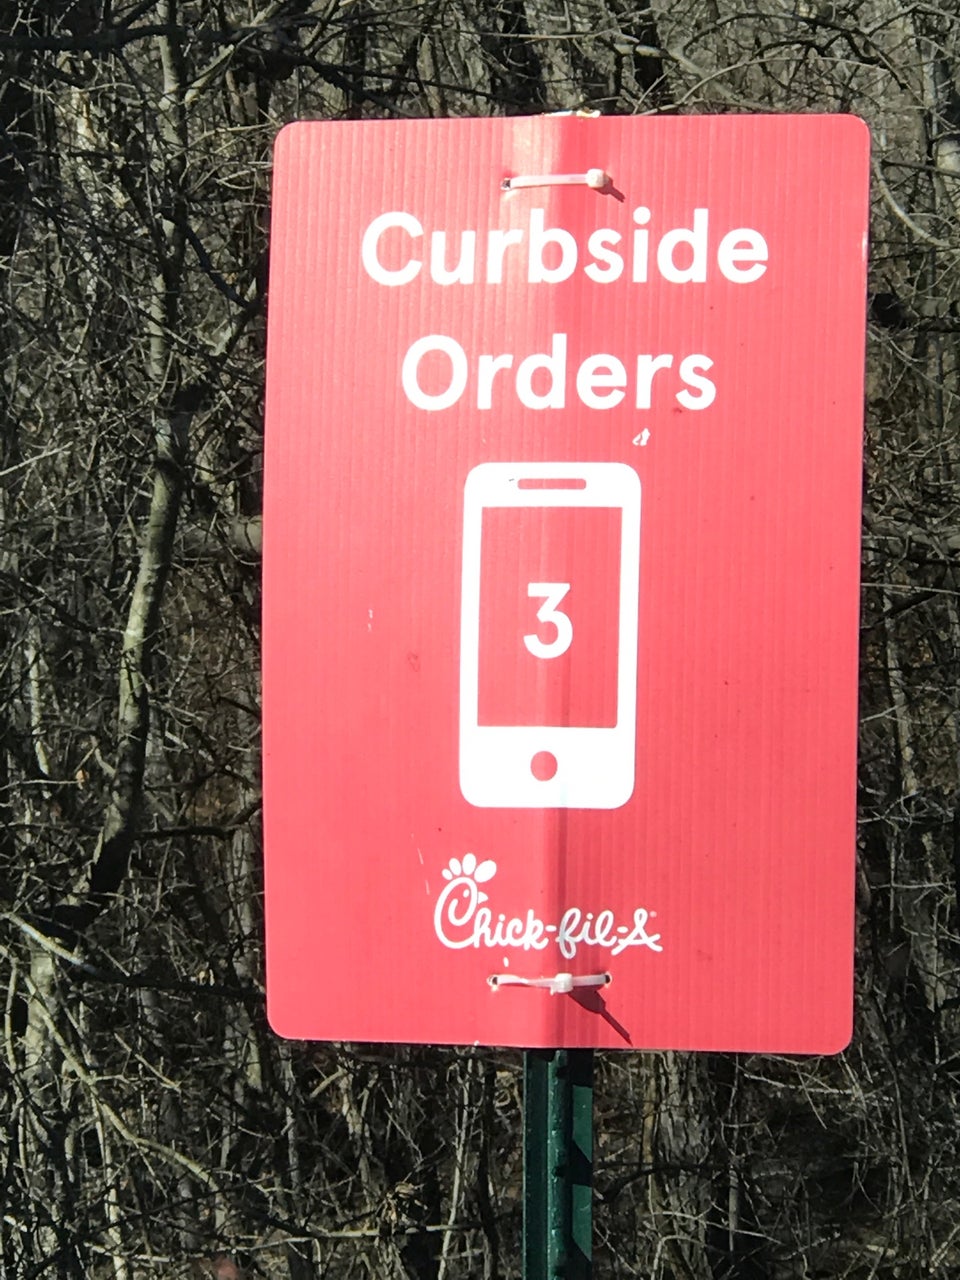 Curbside
Orders
3
Chick-fil-A